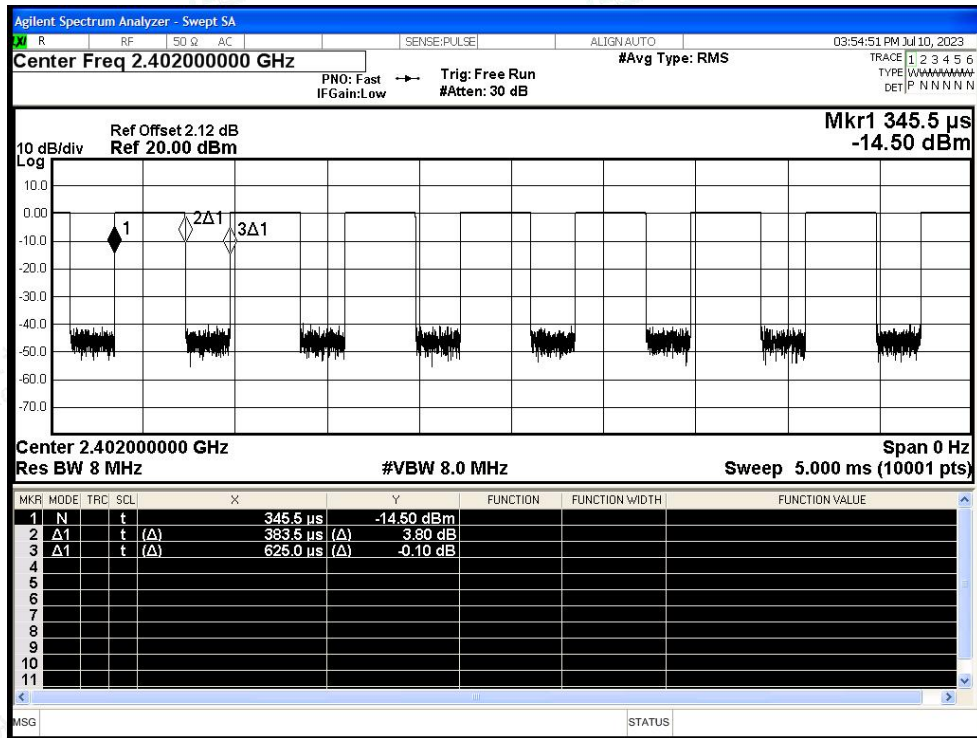 Agilent Spectrum Analyzer - Swept SA
LXI R RF 50 Ω AC SENSE:PULSE ALIGN AUTO 03:54:51 PM Jul 10, 2023
Center Freq 2.402000000 GHz #Avg Type: RMS TRACE 1 2 3 4 5 6
PNO: Fast Trig: Free Run TYPE
IFGain:Low #Atten: 30 dB DET P N N N N N
Mkr1 345.5 µs
Ref Offset 2.12 dB
10 dB/div Ref 20.00 dBm -14.50 dBm
Log
10.0
0.00
1 2Δ1 3Δ1
-10.0
-20.0
-30.0
-40.0
-50.0
-60.0
-70.0
Center 2.402000000 GHz Span 0 Hz
Res BW 8 MHz #VBW 8.0 MHz Sweep 5.000 ms (10001 pts)
MKR MODE TRC SCL X Y FUNCTION FUNCTION WIDTH FUNCTION VALUE
1 N t 345.5 µs -14.50 dBm
2 Δ1 t (Δ) 383.5 µs (Δ) 3.80 dB
3 Δ1 t (Δ) 625.0 µs (Δ) -0.10 dB
4
5
6
7
8
9
10
11
MSG STATUS